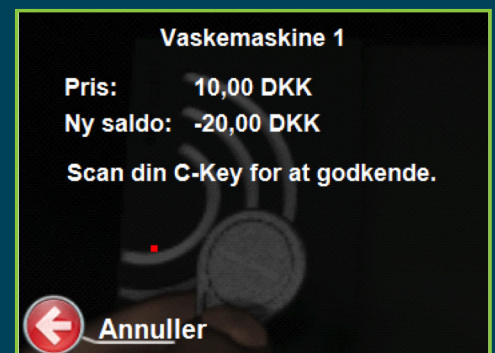 Vaskemaskine 1
Pris: 10,00 DKK
Ny saldo: -20,00 DKK
Scan din C-Key for at godkende.
Annuller